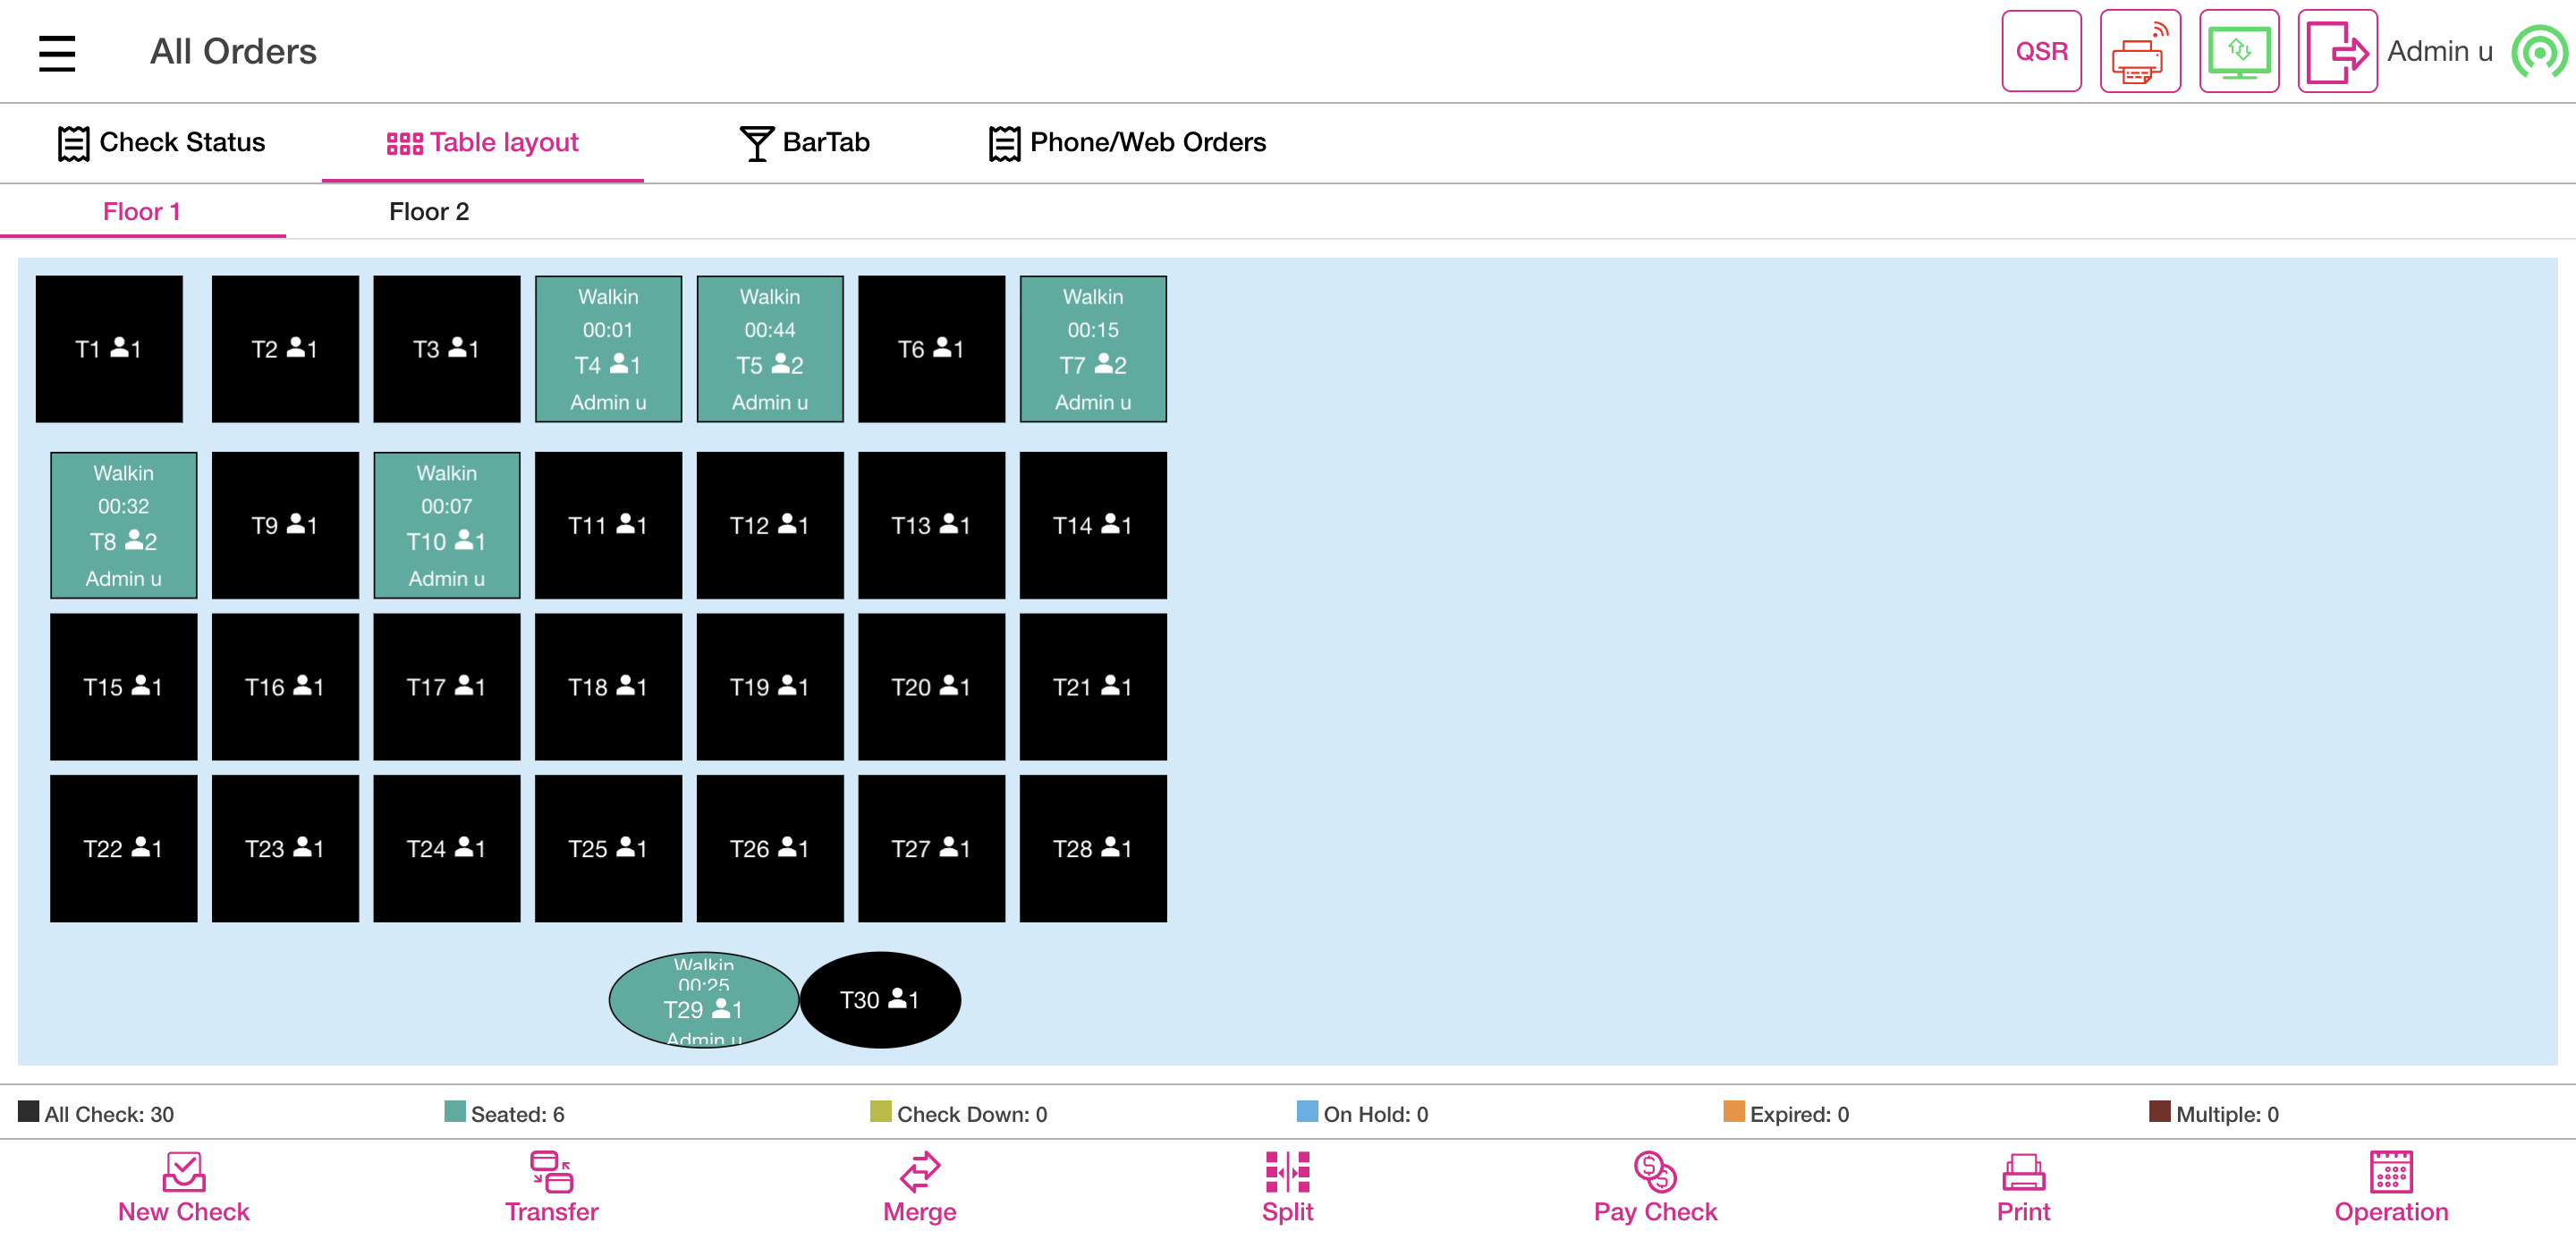 All Orders
QSR
Admin u
Check Status
Table layout
BarTab
Phone/Web Orders
Floor 1
Floor 2
T1 1
T2 1
T3 1
Walkin
00:01
T4 1
Admin u
Walkin
00:44
T5 2
Admin u
T6 1
Walkin
00:15
T7 2
Admin u
Walkin
00:32
T8 2
Admin u
T9 1
Walkin
00:07
T10 1
Admin u
T11 1
T12 1
T13 1
T14 1
T15 1
T16 1
T17 1
T18 1
T19 1
T20 1
T21 1
T22 1
T23 1
T24 1
T25 1
T26 1
T27 1
T28 1
Walkin
00:25
T29 1
Admin u
T30 1
All Check: 30
Seated: 6
Check Down: 0
On Hold: 0
Expired: 0
Multiple: 0
New Check
Transfer
Merge
Split
Pay Check
Print
Operation